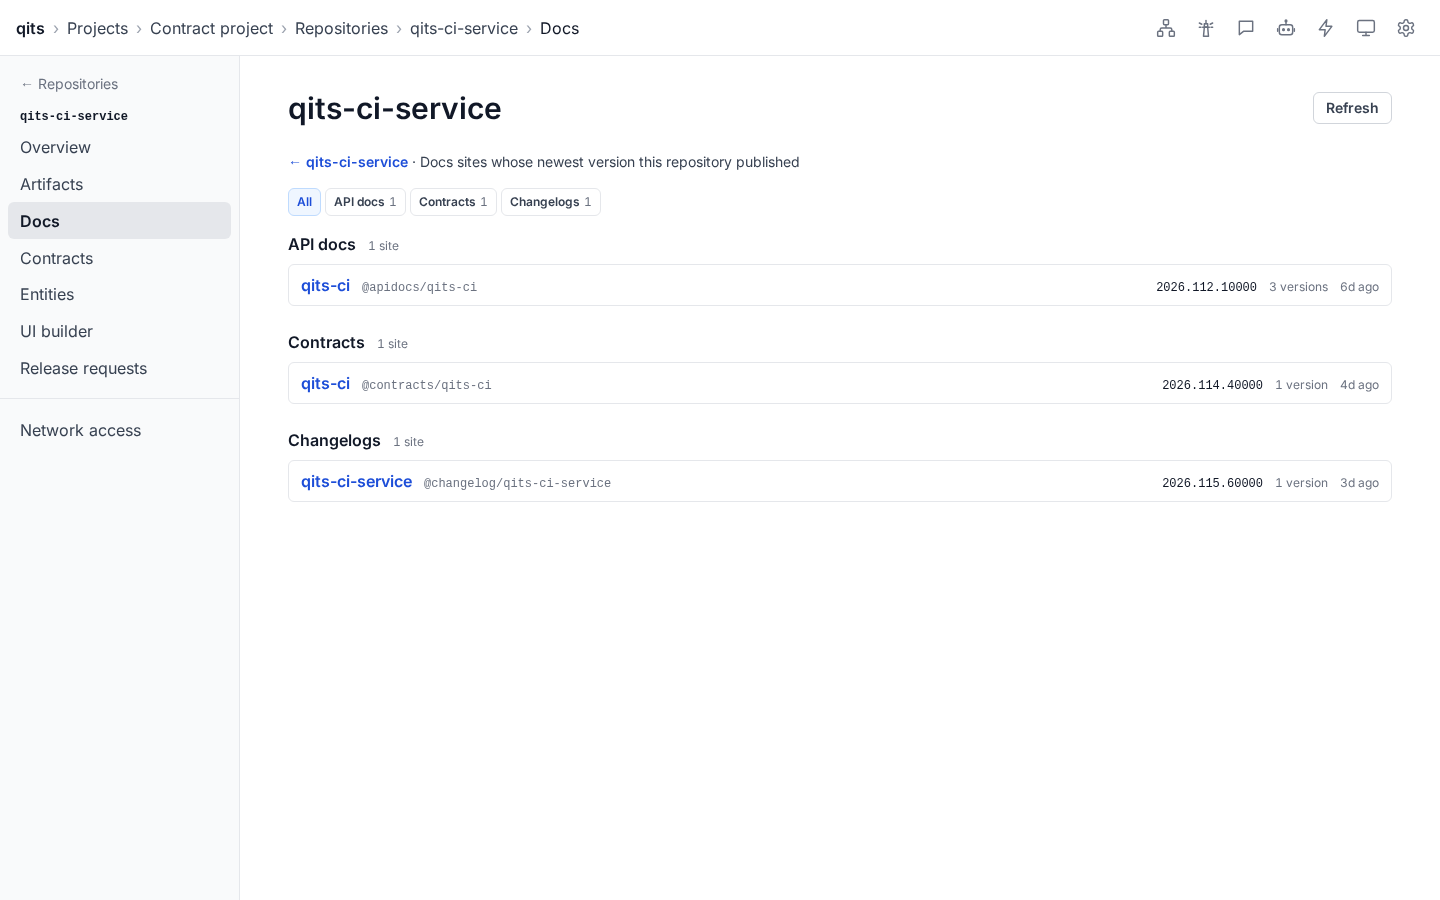 qits › Projects › Contract project › Repositories › qits-ci-service › Docs
← Repositories
qits-ci-service
Overview
Artifacts
Docs
Contracts
Entities
UI builder
Release requests
Network access
qits-ci-service
Refresh
← qits-ci-service · Docs sites whose newest version this repository published
All API docs 1 Contracts 1 Changelogs 1
API docs 1 site
qits-ci @apidocs/qits-ci 2026.112.10000 3 versions 6d ago
Contracts 1 site
qits-ci @contracts/qits-ci 2026.114.40000 1 version 4d ago
Changelogs 1 site
qits-ci-service @changelog/qits-ci-service 2026.115.60000 1 version 3d ago